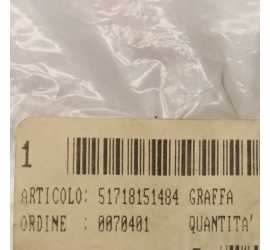 1
ARTICOLO: 51718151484 GRAFFA
ORDINE : 0070401 QUANTITA'